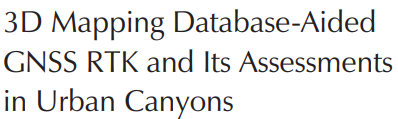 3D Mapping Database-Aided
GNSS RTK and Its Assessments
in Urban Canyons